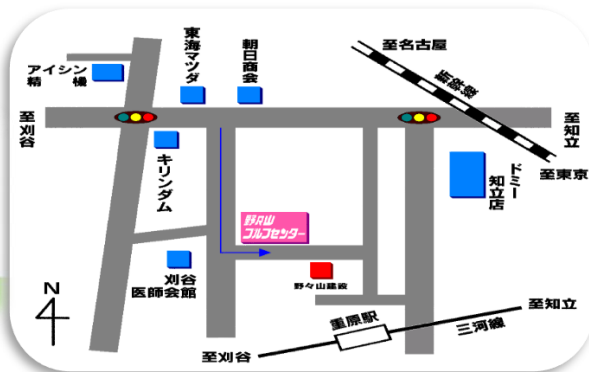 至名古屋
新幹線
東海マツダ
朝日商会
アイシン
精機
至刈谷
至知立
キリンダム
ドミー
知立店
至東京
野々山
ゴルフセンター
刈谷
医師会館
野々山建設
N
重原駅
至知立
三河線
至刈谷